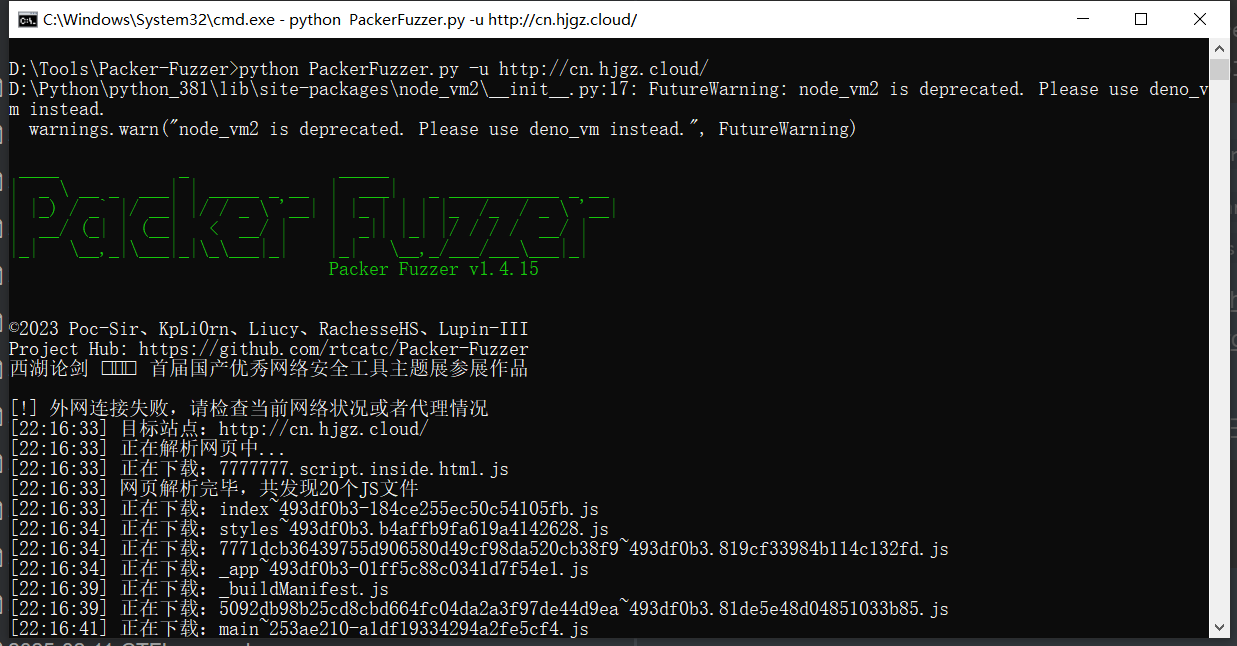 C:\Windows\System32\cmd.exe - python  PackerFuzzer.py -u http://cn.hjgz.cloud/
D:\Tools\Packer-Fuzzer>python PackerFuzzer.py -u http://cn.hjgz.cloud/
D:\Python\python_381\lib\site-packages\node_vm2\__init__.py:17: FutureWarning: node_vm2 is deprecated. Please use deno_v
m instead.
  warnings.warn("node_vm2 is deprecated. Please use deno_vm instead.", FutureWarning)
Packer Fuzzer
Packer Fuzzer v1.4.15
©2023 Poc-Sir、KpLi0rn、Liucy、RachesseHS、Lupin-III
Project Hub: https://github.com/rtcatc/Packer-Fuzzer
西湖论剑 □□□ 首届国产优秀网络安全工具主题展参展作品
[!] 外网连接失败，请检查当前网络状况或者代理情况
[22:16:33] 目标站点：http://cn.hjgz.cloud/
[22:16:33] 正在解析网页中...
[22:16:33] 正在下载：7777777.script.inside.html.js
[22:16:33] 网页解析完毕，共发现20个JS文件
[22:16:33] 正在下载：index~493df0b3-184ce255ec50c54105fb.js
[22:16:34] 正在下载：styles~493df0b3.b4affb9fa619a4142628.js
[22:16:34] 正在下载：7771dcb36439755d906580d49cf98da520cb38f9~493df0b3.819cf33984b114c132fd.js
[22:16:34] 正在下载：_app~493df0b3-01ff5c88c0341d7f54e1.js
[22:16:39] 正在下载：_buildManifest.js
[22:16:39] 正在下载：5092db98b25cd8cbd664fc04da2a3f97de44d9ea~493df0b3.81de5e48d04851033b85.js
[22:16:41] 正在下载：main~253ae210-a1df19334294a2fe5cf4.js